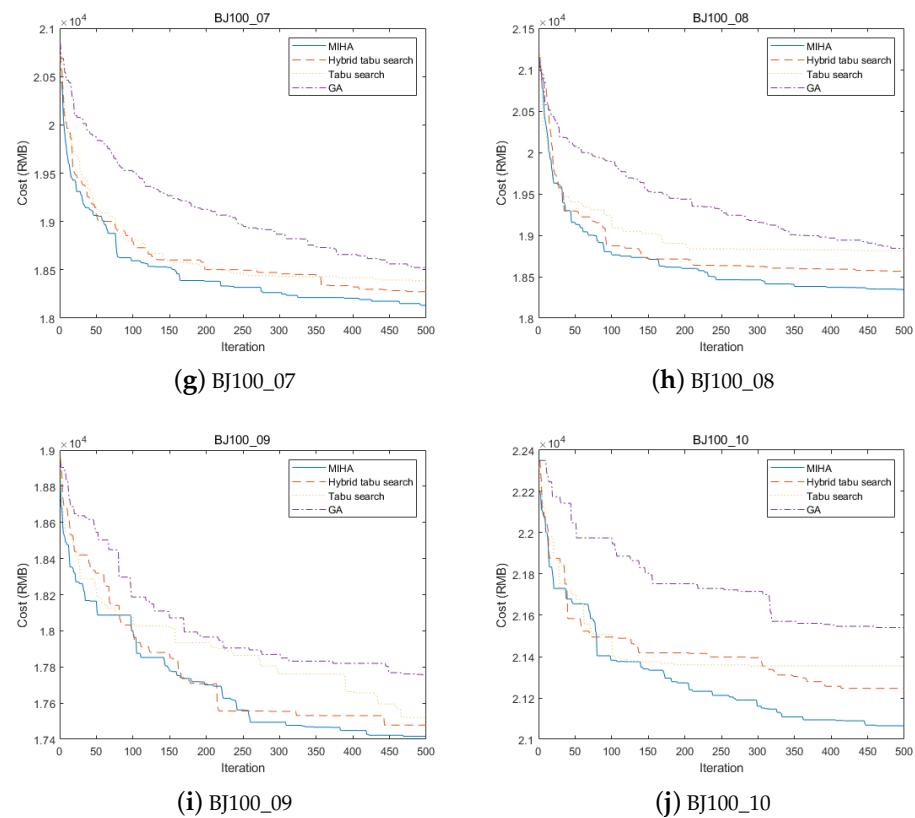 BJ100_07
×10⁴
2.1
2.05
2
1.95
1.9
1.85
1.8
Cost (RMB)
MIHA
Hybrid tabu search
Tabu search
GA
0 50 100 150 200 250 300 350 400 450 500
Iteration
(g) BJ100_07
BJ100_08
×10⁴
2.15
2.1
2.05
2
1.95
1.9
1.85
1.8
Cost (RMB)
MIHA
Hybrid tabu search
Tabu search
GA
0 50 100 150 200 250 300 350 400 450 500
Iteration
(h) BJ100_08
BJ100_09
×10⁴
1.9
1.88
1.86
1.84
1.82
1.8
1.78
1.76
1.74
Cost (RMB)
MIHA
Hybrid tabu search
Tabu search
GA
0 50 100 150 200 250 300 350 400 450 500
Iteration
(i) BJ100_09
BJ100_10
×10⁴
2.24
2.22
2.2
2.18
2.16
2.14
2.12
2.1
Cost (RMB)
MIHA
Hybrid tabu search
Tabu search
GA
0 50 100 150 200 250 300 350 400 450 500
Iteration
(j) BJ100_10